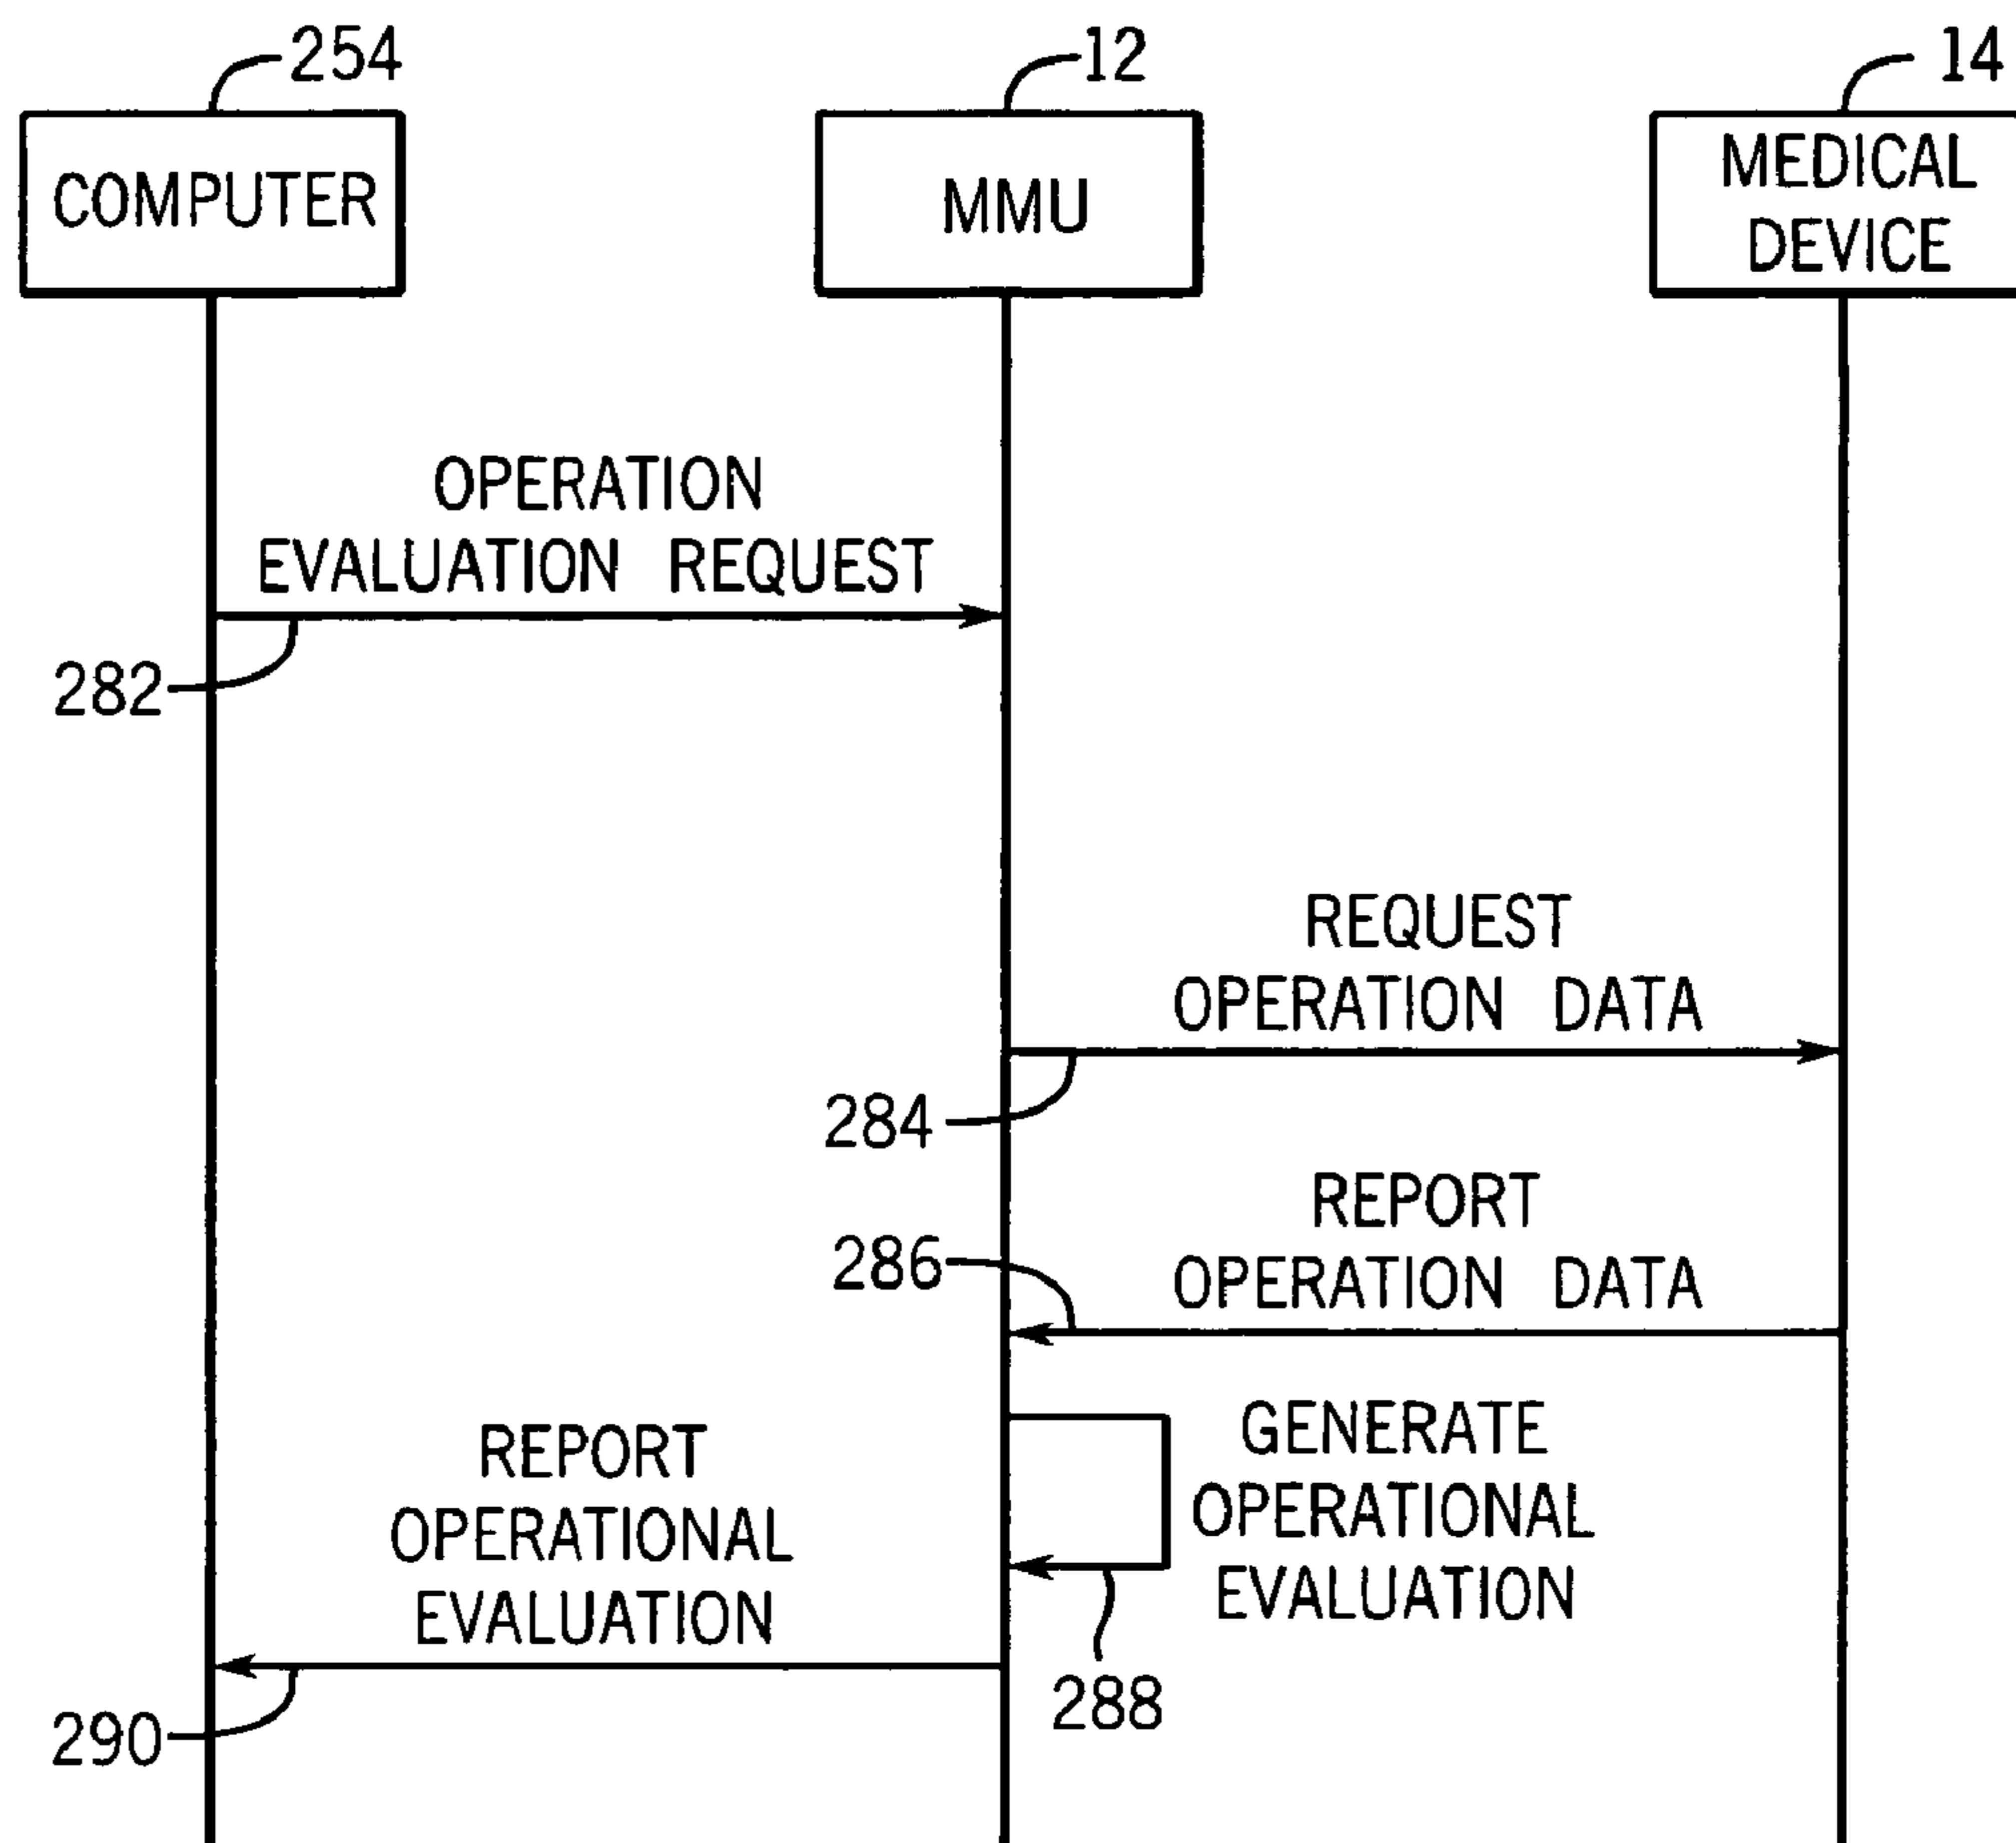 254
12
14
COMPUTER
MMU
MEDICAL
DEVICE
OPERATION
EVALUATION REQUEST
282
REQUEST
OPERATION DATA
284
REPORT
OPERATION DATA
286
GENERATE
OPERATIONAL
EVALUATION
288
REPORT
OPERATIONAL
EVALUATION
290